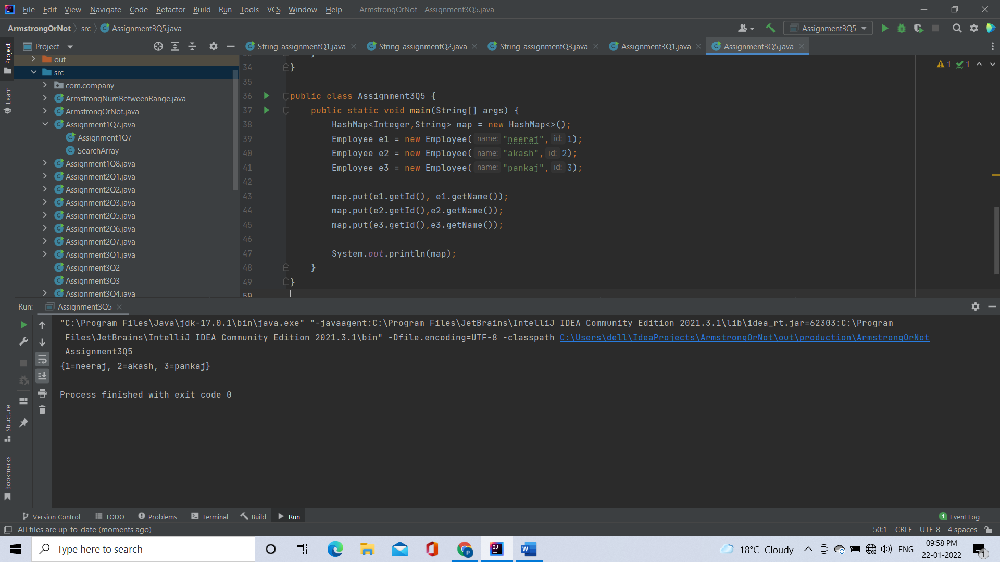 File Edit View Navigate Code Refactor Build Run Tools VCS Window Help ArmstrongOrNot - Assignment3Q5.java
ArmstrongOrNot src Assignment3Q5.java Assignment3Q5
Project
Project String_assignmentQ1.java String_assignmentQ2.java String_assignmentQ3.java Assignment3Q1.java Assignment3Q5.java
Learn
Structure
Bookmarks
out
src
com.company
ArmstrongNumBetweenRange.java
ArmstrongOrNot.java
Assignment1Q7.java
Assignment1Q7
SearchArray
Assignment1Q8.java
Assignment2Q1.java
Assignment2Q2.java
Assignment2Q3.java
Assignment2Q5.java
Assignment2Q6.java
Assignment2Q7.java
Assignment3Q1.java
Assignment3Q2
Assignment3Q3
Assignment3Q4.java
1 1
34 }
35
36 public class Assignment3Q5 {
37 public static void main(String[] args) {
38 HashMap<Integer,String> map = new HashMap<>();
39 Employee e1 = new Employee( name: "neeraj", id: 1);
40 Employee e2 = new Employee( name: "akash", id: 2);
41 Employee e3 = new Employee( name: "pankaj", id: 3);
42
43 map.put(e1.getId(), e1.getName());
44 map.put(e2.getId(),e2.getName());
45 map.put(e3.getId(),e3.getName());
46
47 System.out.println(map);
48 }
49 }
50
Run: Assignment3Q5
"C:\Program Files\Java\jdk-17.0.1\bin\java.exe" "-javaagent:C:\Program Files\JetBrains\IntelliJ IDEA Community Edition 2021.3.1\lib\idea_rt.jar=62303:C:\Program
Files\JetBrains\IntelliJ IDEA Community Edition 2021.3.1\bin" -Dfile.encoding=UTF-8 -classpath C:\Users\dell\IdeaProjects\ArmstrongOrNot\out\production\ArmstrongOrNot
Assignment3Q5
{1=neeraj, 2=akash, 3=pankaj}
Process finished with exit code 0
Version Control TODO Problems Terminal Build Run 1 Event Log
All files are up-to-date (moments ago) 50:1 CRLF UTF-8 4 spaces
Type here to search 18°C Cloudy ENG 09:58 PM
22-01-2022 1